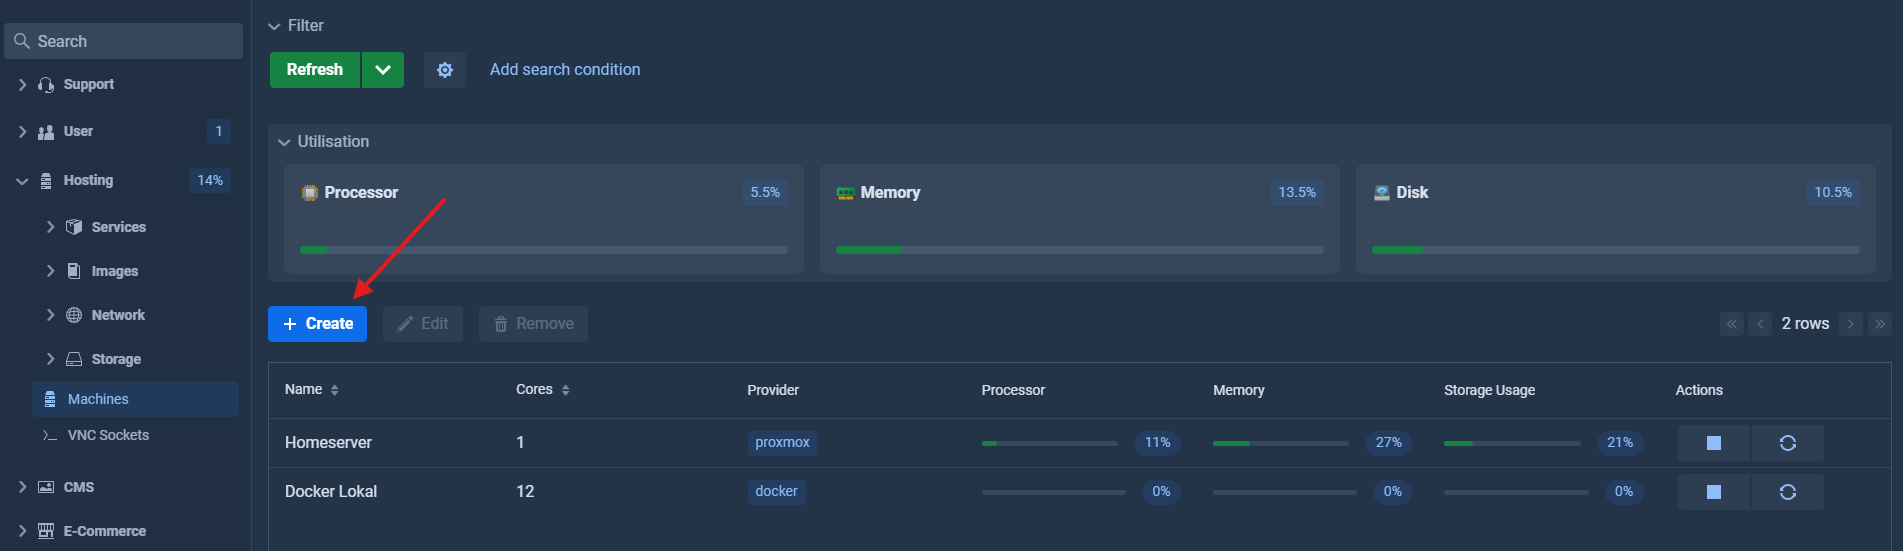 Search
Support
User 1
Hosting 14%
Services
Images
Network
Storage
Machines
VNC Sockets
CMS
E-Commerce
Filter
Refresh
Add search condition
Utilisation
Processor 5.5%
Memory 13.5%
Disk 10.5%
+ Create Edit Remove
« ‹ 2 rows › »
Name Cores Provider Processor Memory Storage Usage Actions
Homeserver 1 proxmox 11% 27% 21%
Docker Lokal 12 docker 0% 0% 0%